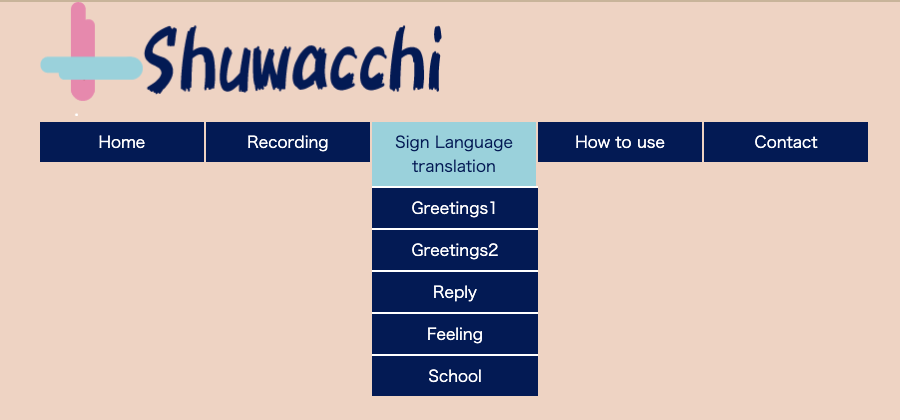 Shuwacchi
Home
Recording
Sign Language
translation
How to use
Contact
Greetings1
Greetings2
Reply
Feeling
School